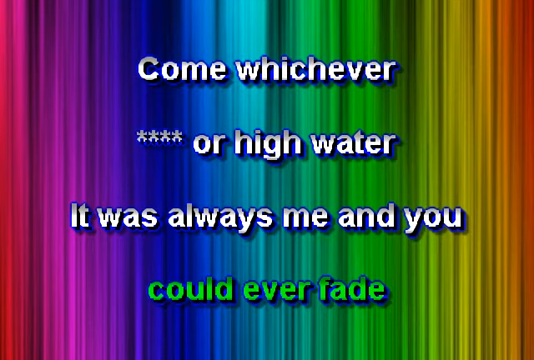 Come whichever
**** or high water
It was always me and you
could ever fade